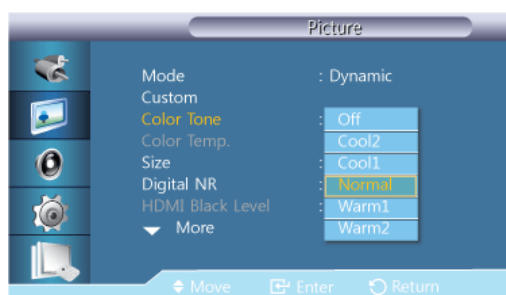 Picture
Mode : Dynamic
Custom
Color Tone : Off
Color Temp. Cool2
Size : Cool1
Digital NR : Normal
HDMI Black Level : Warm1
More Warm2
Move Enter Return